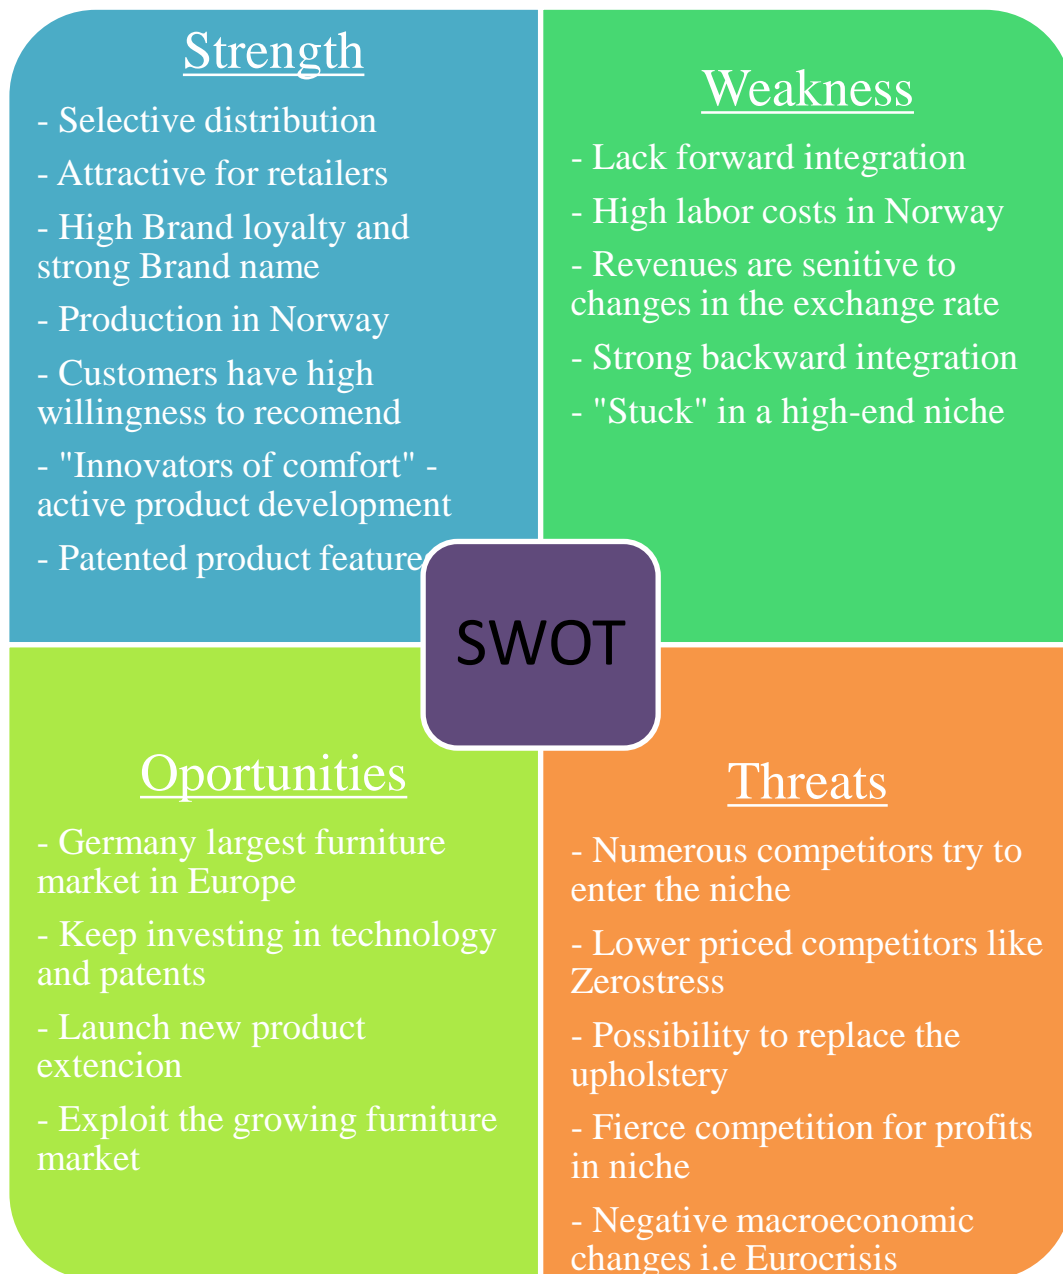 Strength
- Selective distribution
- Attractive for retailers
- High Brand loyalty and
strong Brand name
- Production in Norway
- Customers have high
willingness to recomend
- "Innovators of comfort" -
active product development
- Patented product feature
Weakness
- Lack forward integration
- High labor costs in Norway
- Revenues are senitive to
changes in the exchange rate
- Strong backward integration
- "Stuck" in a high-end niche
SWOT
Oportunities
- Germany largest furniture
market in Europe
- Keep investing in technology
and patents
- Launch new product
extencion
- Exploit the growing furniture
market
Threats
- Numerous competitors try to
enter the niche
- Lower priced competitors like
Zerostress
- Possibility to replace the
upholstery
- Fierce competition for profits
in niche
- Negative macroeconomic
changes i.e Eurocrisis